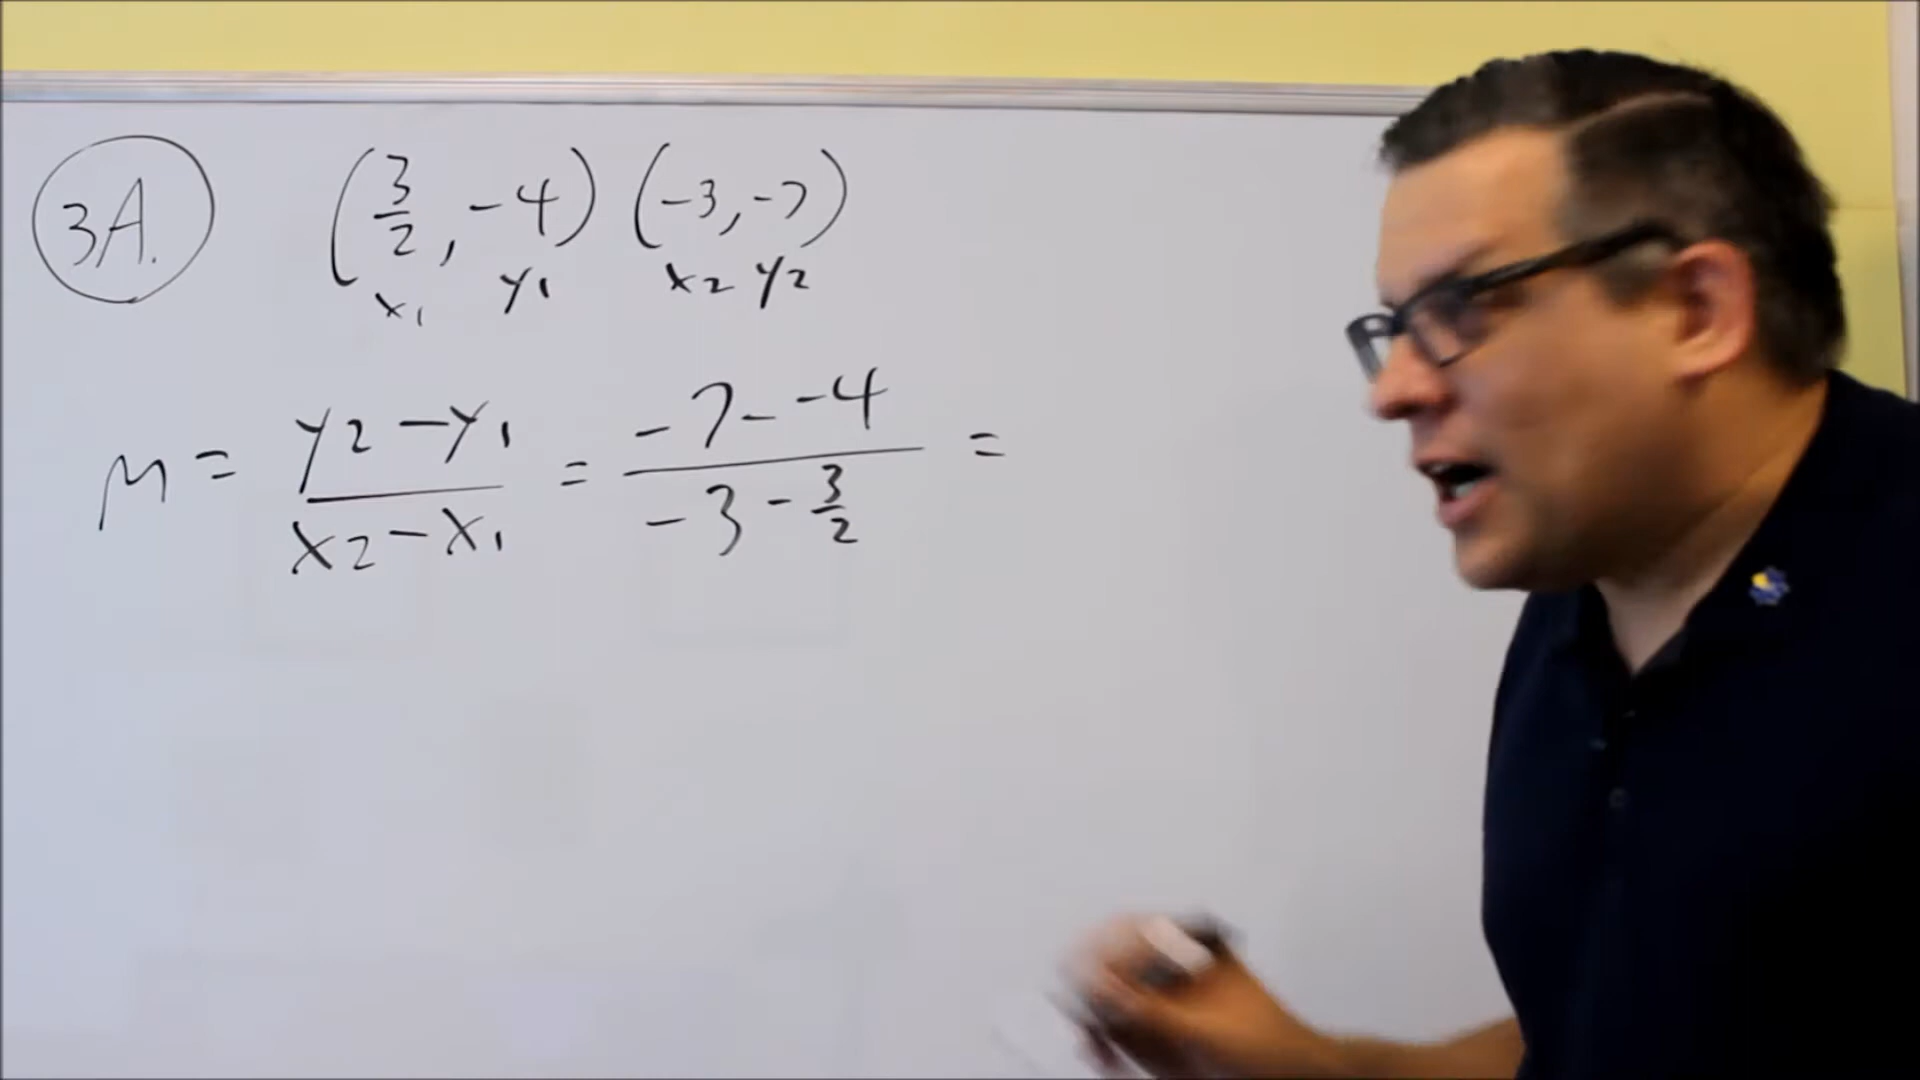 3A. (3/2, -4) (-3, -7)
x1 y1 x2 y2
m = y2 - y1 / x2 - x1 = -7 - -4 / -3 - 3/2 =